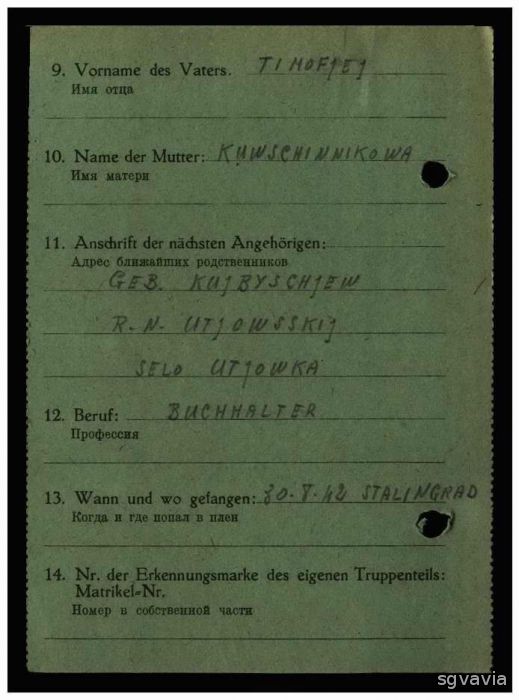 9. Vorname des Vaters. TIMOFJEJ
Имя отца
10. Name der Mutter: KUWSCHINNIKOWA
Имя матери
11. Anschrift der nächsten Angehörigen:
Адрес ближайших родственников
GEB. KUJBYSCHJEW
R.-N. UTJOWSSKIJ
SELO UTJOWKA
12. Beruf: BUCHHALTER
Профессия
13. Wann und wo gefangen: 30-8-42 STALINGRAD
Когда и где попал в плен
14. Nr. der Erkennungsmarke des eigenen Truppenteils:
Matrikel=Nr.
Номер в собственной части
sgvavia